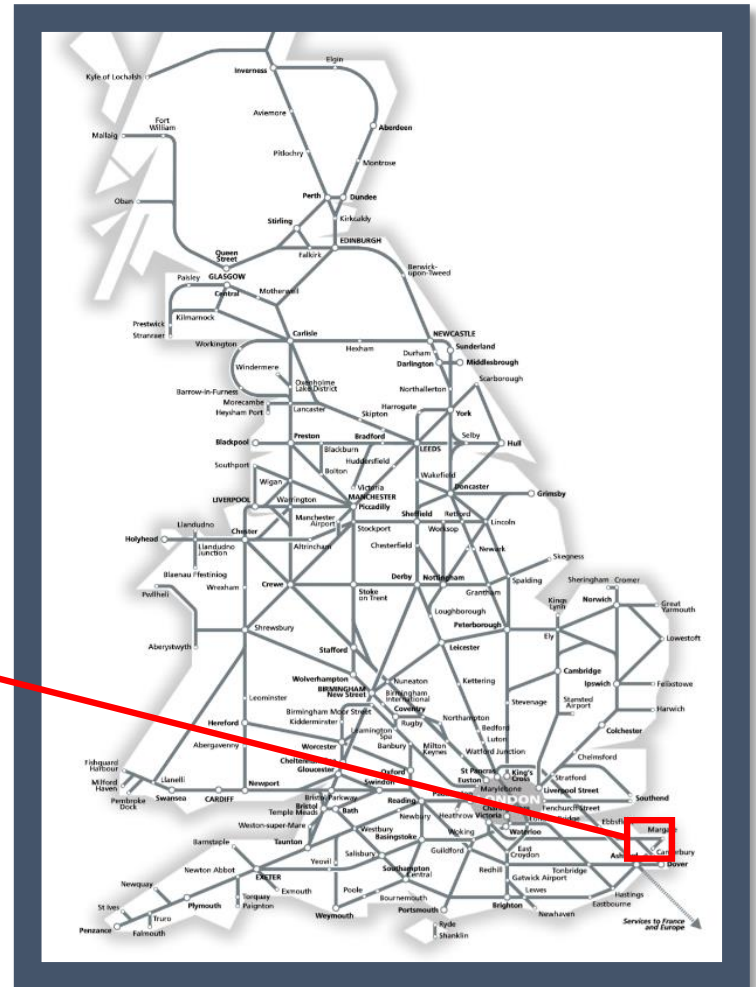 Elgin
Kyle of Lochalsh
Inverness
Aviemore
Fort
William
Aberdeen
Mallaig
Pitlochry
Montrose
Oban
Perth
Dundee
Stirling
Kirkcaldy
EDINBURGH
Queen
Street
Falkirk
Berwick-
upon-Tweed
Paisley
GLASGOW
Central
Motherwell
Prestwick
Kilmarnock
Stranraer
Carlisle
NEWCASTLE
Workington
Hexham
Sunderland
Durham
Darlington
Middlesbrough
Windermere
Scarborough
Oxenholme
Lake District
Northallerton
Barrow-in-Furness
Morecambe
Heysham Port
Lancaster
Harrogate
York
Skipton
Blackpool
Preston
Bradford
Selby
Hull
Blackburn
LEEDS
Huddersfield
Southport
Bolton
Wakefield
Wigan
Victoria
Doncaster
LIVERPOOL
Warrington
MANCHESTER
Piccadilly
Grimsby
Manchester
Airport
Sheffield
Retford
Llandudno
Stockport
Worksop
Lincoln
Holyhead
Chester
Llandudno
Junction
Altrincham
Chesterfield
Newark
Skegness
Blaenau Ffestiniog
Wrexham
Crewe
Stoke
on Trent
Derby
Nottingham
Grantham
Spalding
Sheringham
Cromer
Pwllheli
Kings
Lynn
Norwich
Great
Yarmouth
Loughborough
Shrewsbury
Peterborough
Ely
Aberystwyth
Stafford
Leicester
Lowestoft
Wolverhampton
Nuneaton
Kettering
Cambridge
Ipswich
Felixstowe
BIRMINGHAM
New Street
Birmingham
International
Leominster
Coventry
Stevenage
Stansted
Airport
Harwich
Birmingham Moor Street
Hereford
Kidderminster
Rugby
Northampton
Colchester
Leamington
Spa
Bedford
Abergavenny
Worcester
Banbury
Milton
Keynes
Luton
Watford Junction
Chelmsford
Fishguard
Harbour
Cheltenham
Gloucester
Oxford
St Pancras
King's
Cross
Stratford
Milford
Haven
Llanelli
Swindon
Euston
Marylebone
Liverpool Street
Pembroke
Dock
Swansea
CARDIFF
Newport
Bristol Parkway
Reading
LONDON
Southend
Bristol
Temple Meads
Bath
Newbury
Heathrow
Victoria
Fenchurch Street
Weston-super-Mare
Westbury
Basingstoke
Woking
Waterloo
Barnstaple
Taunton
Salisbury
Guildford
East
Croydon
Canterbury
Newton Abbot
Yeovil
Southampton
Central
Redhill
Tonbridge
Dover
EXETER
Gatwick Airport
Newquay
Exmouth
Poole
Lewes
Hastings
St Ives
Plymouth
Torquay
Paignton
Bournemouth
Eastbourne
Truro
Weymouth
Portsmouth
Brighton
Newhaven
Penzance
Falmouth
Ryde
Shanklin
Services to France
and Europe